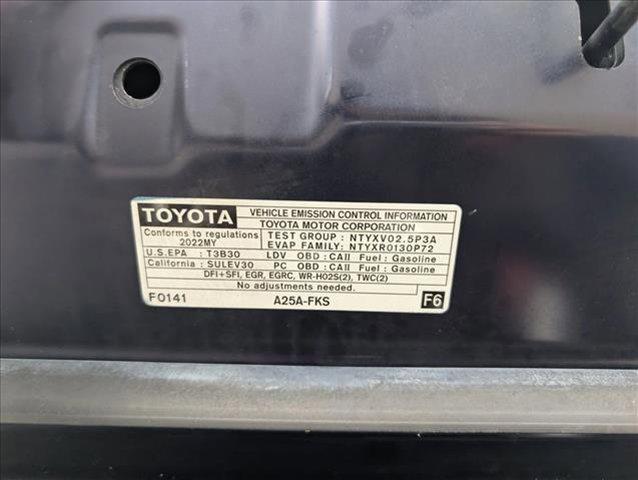 TOYOTA VEHICLE EMISSION CONTROL INFORMATION
TOYOTA MOTOR CORPORATION
Conforms to regulations TEST GROUP : NTYXV02.5P3A
2022MY EVAP FAMILY: NTYXR0130P72
U.S.EPA : T3B30 LDV OBD : CAII Fuel : Gasoline
California : SULEV30 PC OBD : CAII Fuel : Gasoline
DFI+SFI, EGR, EGRC, WR-HO2S(2), TWC(2)
No adjustments needed.
F0141 A25A-FKS F6